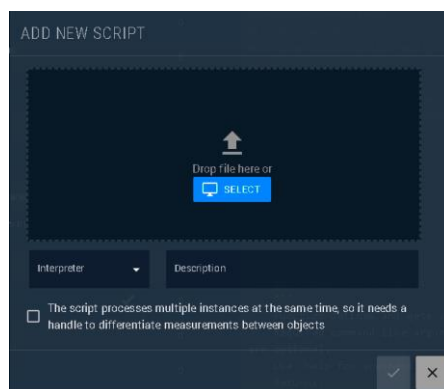 ADD NEW SCRIPT
Drop file here or
SELECT
Interpreter
Description
The script processes multiple instances at the same time, so it needs a
handle to differentiate measurements between objects